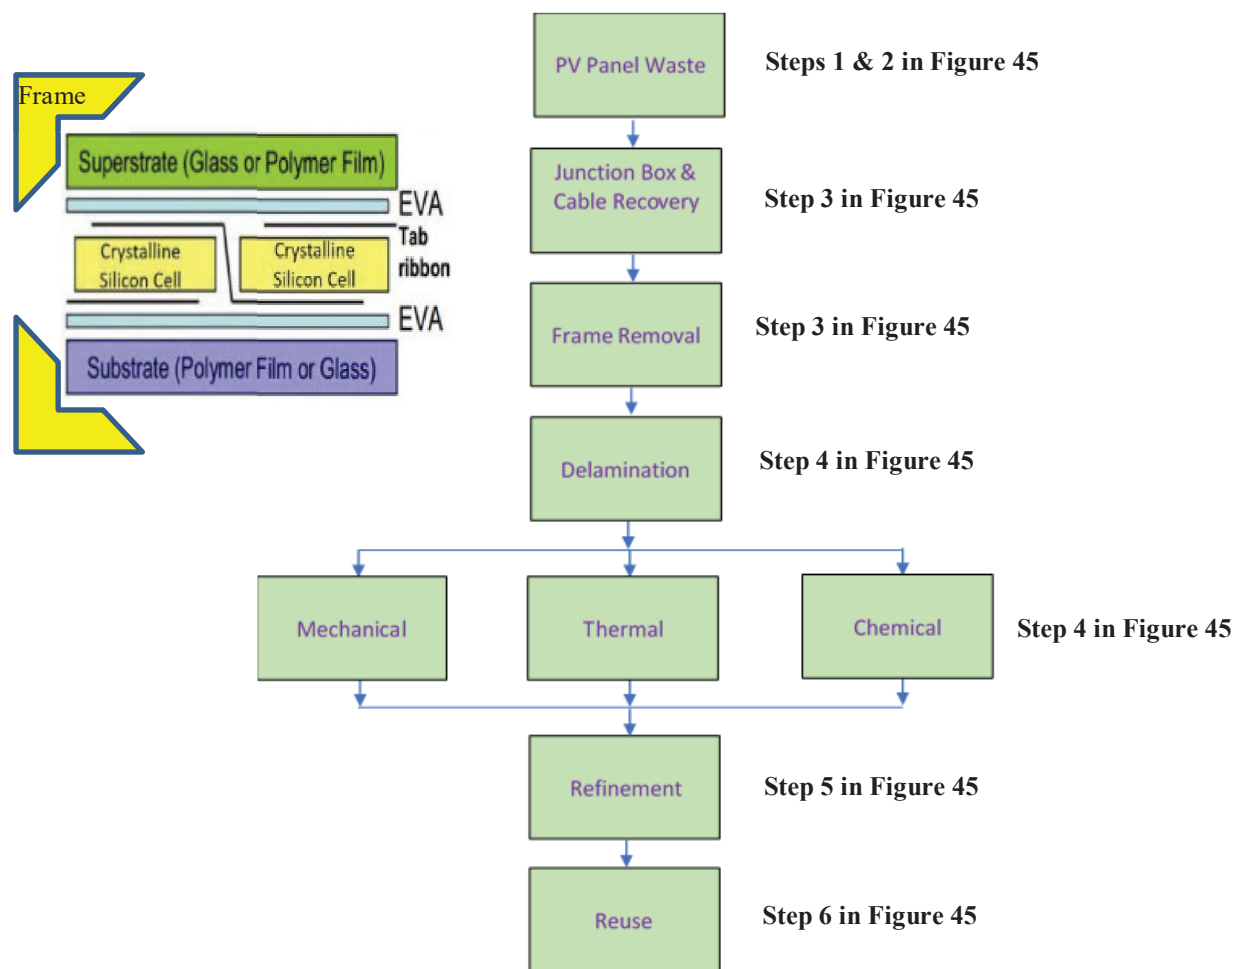 Frame
Superstrate (Glass or Polymer Film)
EVA
Tab
ribbon
Crystalline
Silicon Cell
Crystalline
Silicon Cell
EVA
Substrate (Polymer Film or Glass)
PV Panel Waste
Steps 1 & 2 in Figure 45
Junction Box &
Cable Recovery
Step 3 in Figure 45
Frame Removal
Step 3 in Figure 45
Delamination
Step 4 in Figure 45
Mechanical
Thermal
Chemical
Step 4 in Figure 45
Refinement
Step 5 in Figure 45
Reuse
Step 6 in Figure 45